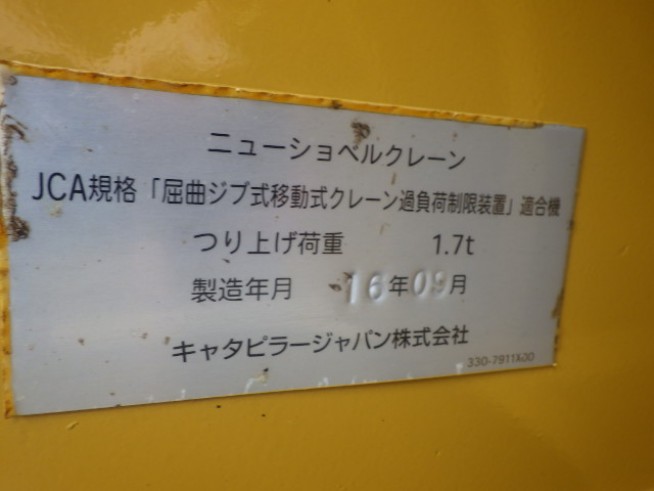 ニューショベルクレーン
JCA規格「屈曲ジブ式移動式クレーン過負荷制限装置」適合機
つり上げ荷重 1.7t
製造年月 16年09月
キャタピラージャパン株式会社
330-7911X00